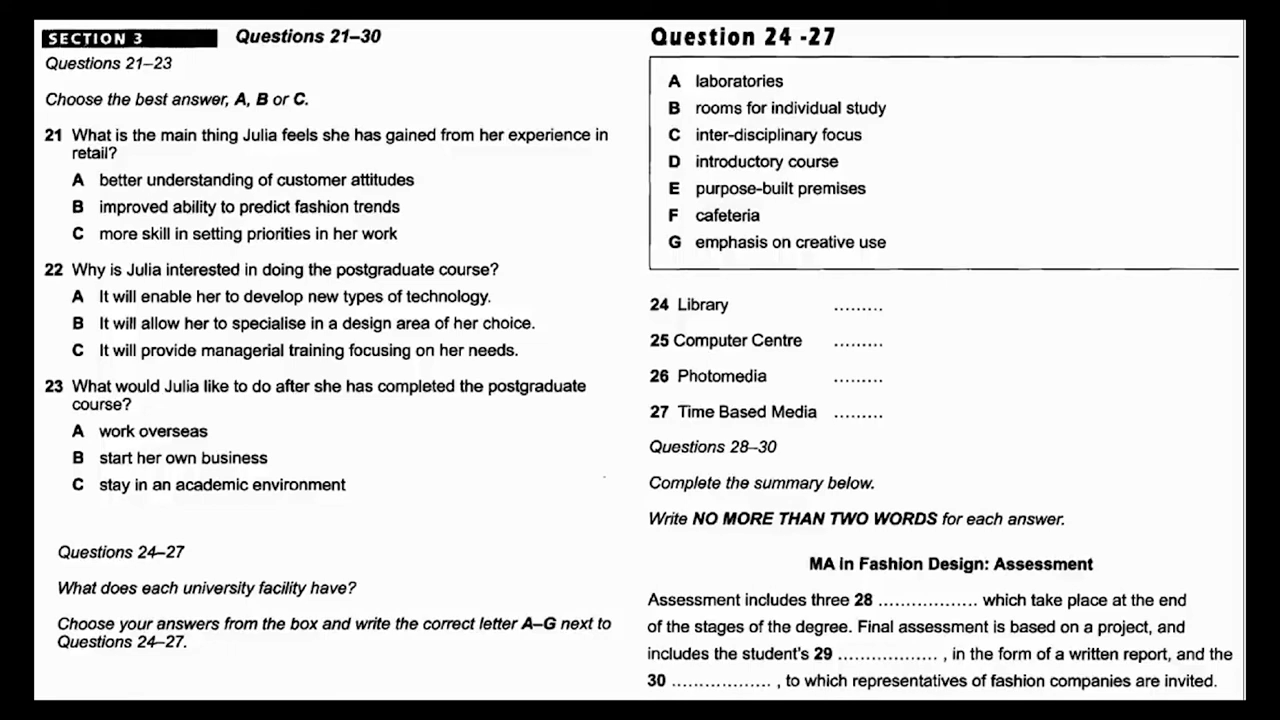 SECTION 3 Questions 21–30
Questions 21–23
Choose the best answer, A, B or C.
21 What is the main thing Julia feels she has gained from her experience in
retail?
A better understanding of customer attitudes
B improved ability to predict fashion trends
C more skill in setting priorities in her work
22 Why is Julia interested in doing the postgraduate course?
A It will enable her to develop new types of technology.
B It will allow her to specialise in a design area of her choice.
C It will provide managerial training focusing on her needs.
23 What would Julia like to do after she has completed the postgraduate
course?
A work overseas
B start her own business
C stay in an academic environment
Questions 24–27
What does each university facility have?
Choose your answers from the box and write the correct letter A–G next to
Questions 24–27.
Question 24 -27
A laboratories
B rooms for individual study
C inter-disciplinary focus
D introductory course
E purpose-built premises
F cafeteria
G emphasis on creative use
24 Library .........
25 Computer Centre .........
26 Photomedia .........
27 Time Based Media .........
Questions 28–30
Complete the summary below.
Write NO MORE THAN TWO WORDS for each answer.
MA in Fashion Design: Assessment
Assessment includes three 28 .................. which take place at the end
of the stages of the degree. Final assessment is based on a project, and
includes the student's 29 .................. , in the form of a written report, and the
30 .................. , to which representatives of fashion companies are invited.